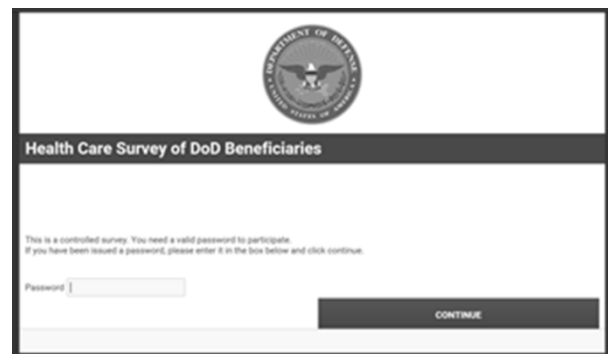 DEPARTMENT OF DEFENSE
UNITED STATES OF AMERICA
Health Care Survey of DoD Beneficiaries
This is a controlled survey. You need a valid password to participate.
If you have been issued a password, please enter it in the box below and click continue.
Password
CONTINUE